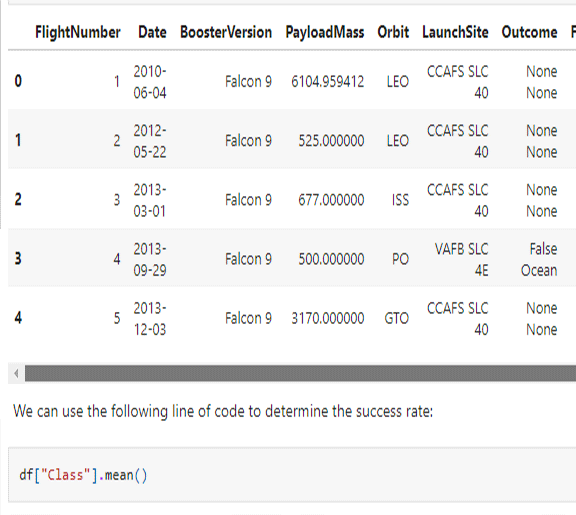 FlightNumber Date BoosterVersion PayloadMass Orbit LaunchSite Outcome F
0 1 2010-06-04 Falcon 9 6104.959412 LEO CCAFS SLC 40 None None
1 2 2012-05-22 Falcon 9 525.000000 LEO CCAFS SLC 40 None None
2 3 2013-03-01 Falcon 9 677.000000 ISS CCAFS SLC 40 None None
3 4 2013-09-29 Falcon 9 500.000000 PO VAFB SLC 4E False Ocean
4 5 2013-12-03 Falcon 9 3170.000000 GTO CCAFS SLC 40 None None
We can use the following line of code to determine the success rate:
df["Class"].mean()